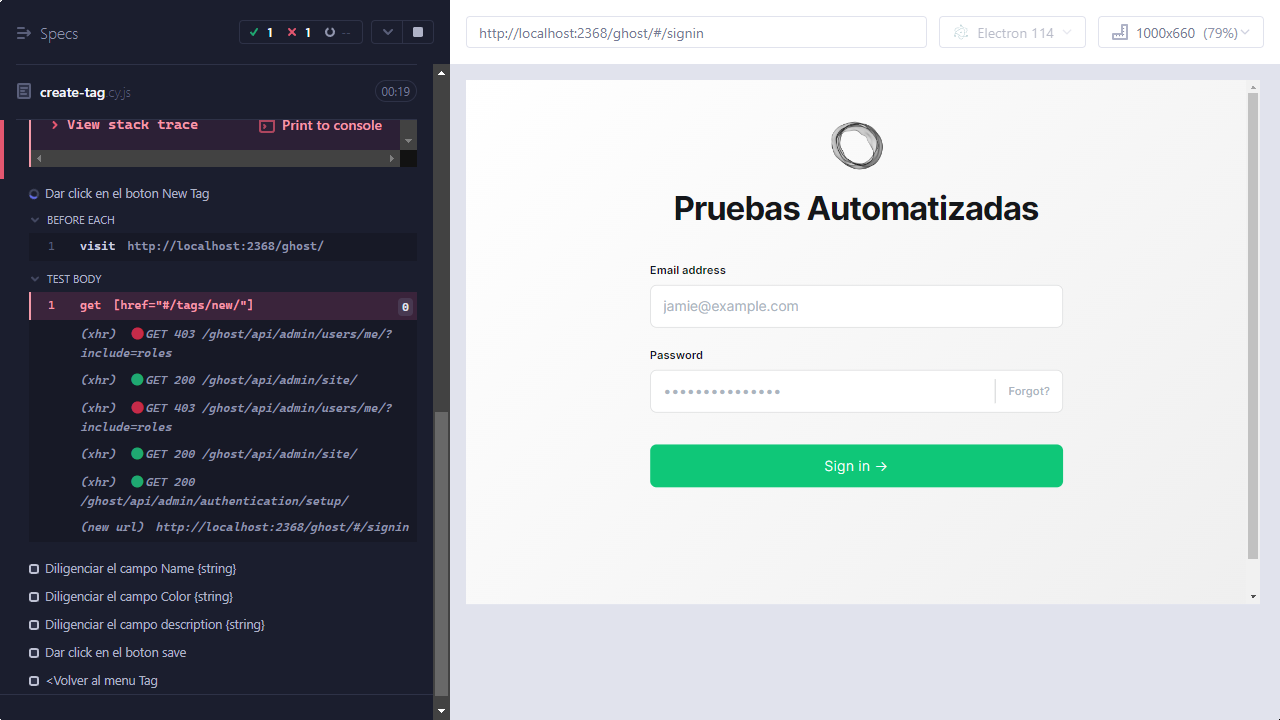 Specs
1
1
--
create-tag.cy.js
00:19
View stack trace
Print to console
Dar click en el boton New Tag
BEFORE EACH
1 visit http://localhost:2368/ghost/
TEST BODY
1 get [href="#/tags/new/"] 0
(xhr) GET 403 /ghost/api/admin/users/me/?
include=roles
(xhr) GET 200 /ghost/api/admin/site/
(xhr) GET 403 /ghost/api/admin/users/me/?
include=roles
(xhr) GET 200 /ghost/api/admin/site/
(xhr) GET 200
/ghost/api/admin/authentication/setup/
(new url) http://localhost:2368/ghost/#/signin
Diligenciar el campo Name {string}
Diligenciar el campo Color {string}
Diligenciar el campo description {string}
Dar click en el boton save
<Volver al menu Tag
http://localhost:2368/ghost/#/signin
Electron 114
1000x660 (79%)
Pruebas Automatizadas
Email address
jamie@example.com
Password
•••••••••••••••
Forgot?
Sign in →